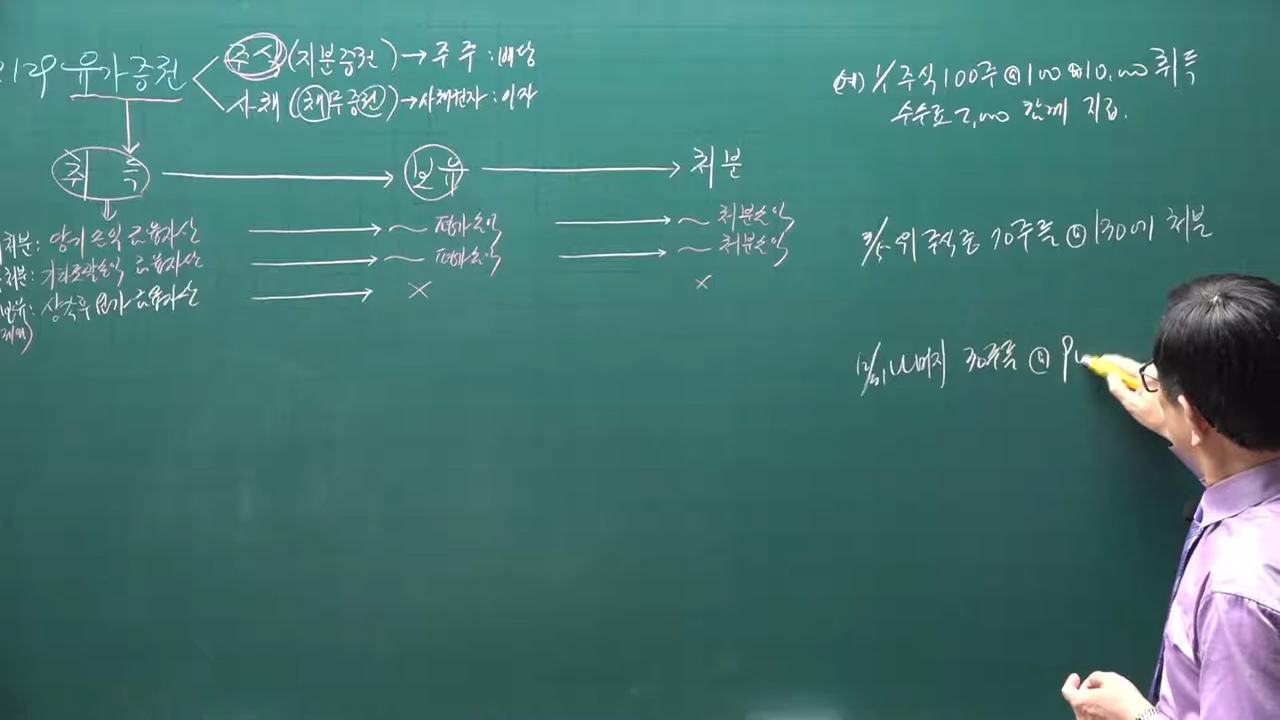 유가증권
주식 (지분증권) → 주주 : 배당
사채 (채무증권) → 사채권자 : 이자
취득 → 보유 → 처분
처분: 당기손익 금융자산 → ~ 평가손익 → ~ 처분손익
처분: 기타포괄손익 금융자산 → ~ 평가손익 → ~ 처분손익
보유: 상각후원가 금융자산 → × ×
예) 1/1 주식 100주 @100 ₩10,000 취득
수수료 2,000 함께 지급.
위 주식 중 70주를 @130에 처분
12/31 나머지 30주를 @